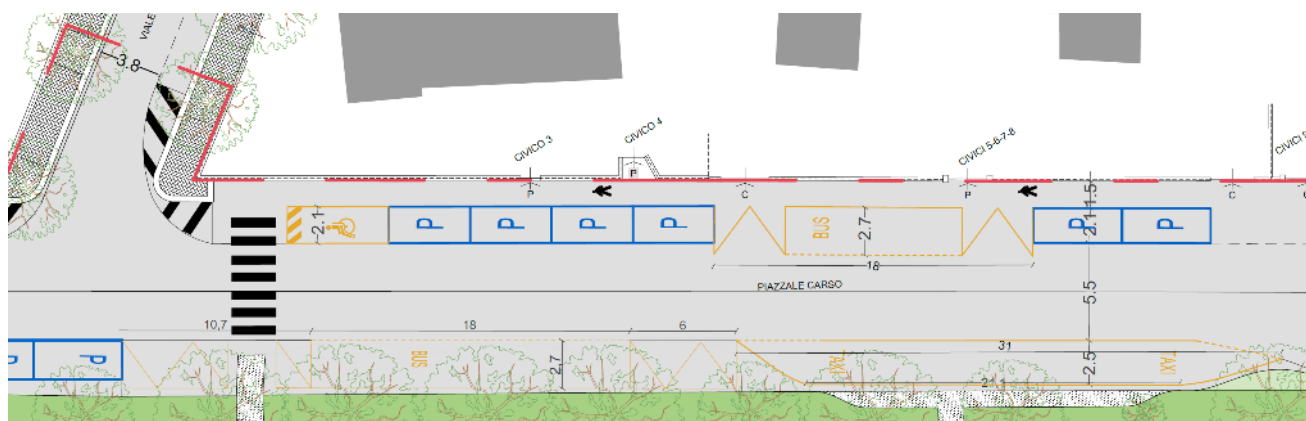 VIALE
3.8
CIVICO 3
CIVICO 4
CIVICI 5-6-7-8
P
P
C
P
C
2.1
P
P
P
P
BUS
2.7
P
P
2.1
1.5
18
PIAZZALE CARSO
5.5
10,7
18
6
31
P
P
BUS
2.7
TAXI
TAXI
2.5